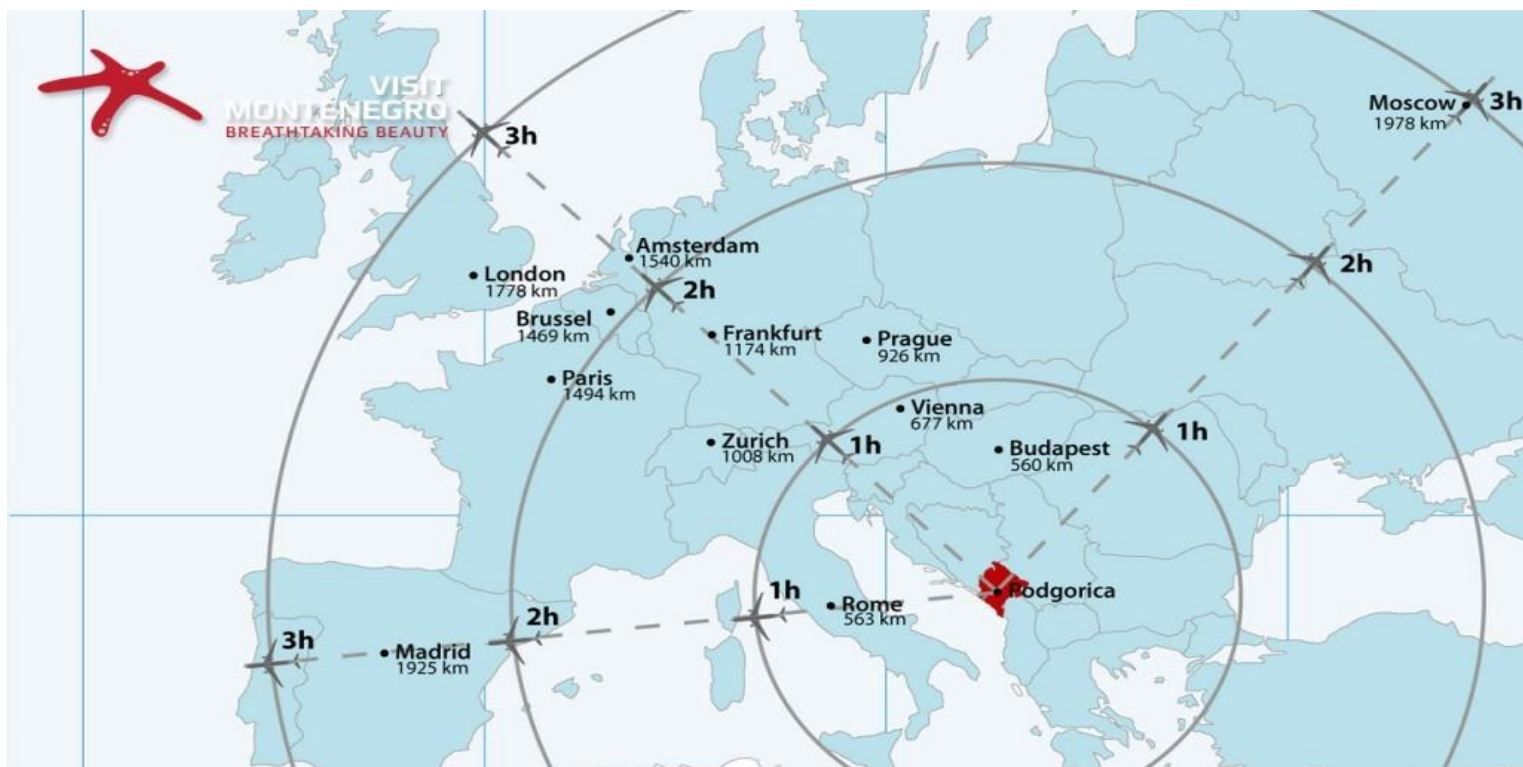 VISIT
MONTENEGRO
BREATHTAKING BEAUTY
3h
Moscow
1978 km
3h
Amsterdam
1540 km
London
1778 km
2h
2h
Brussel
1469 km
Frankfurt
1174 km
Prague
926 km
Paris
1494 km
Vienna
677 km
Zurich
1008 km
1h
Budapest
560 km
1h
Podgorica
1h
Rome
563 km
2h
3h
Madrid
1925 km